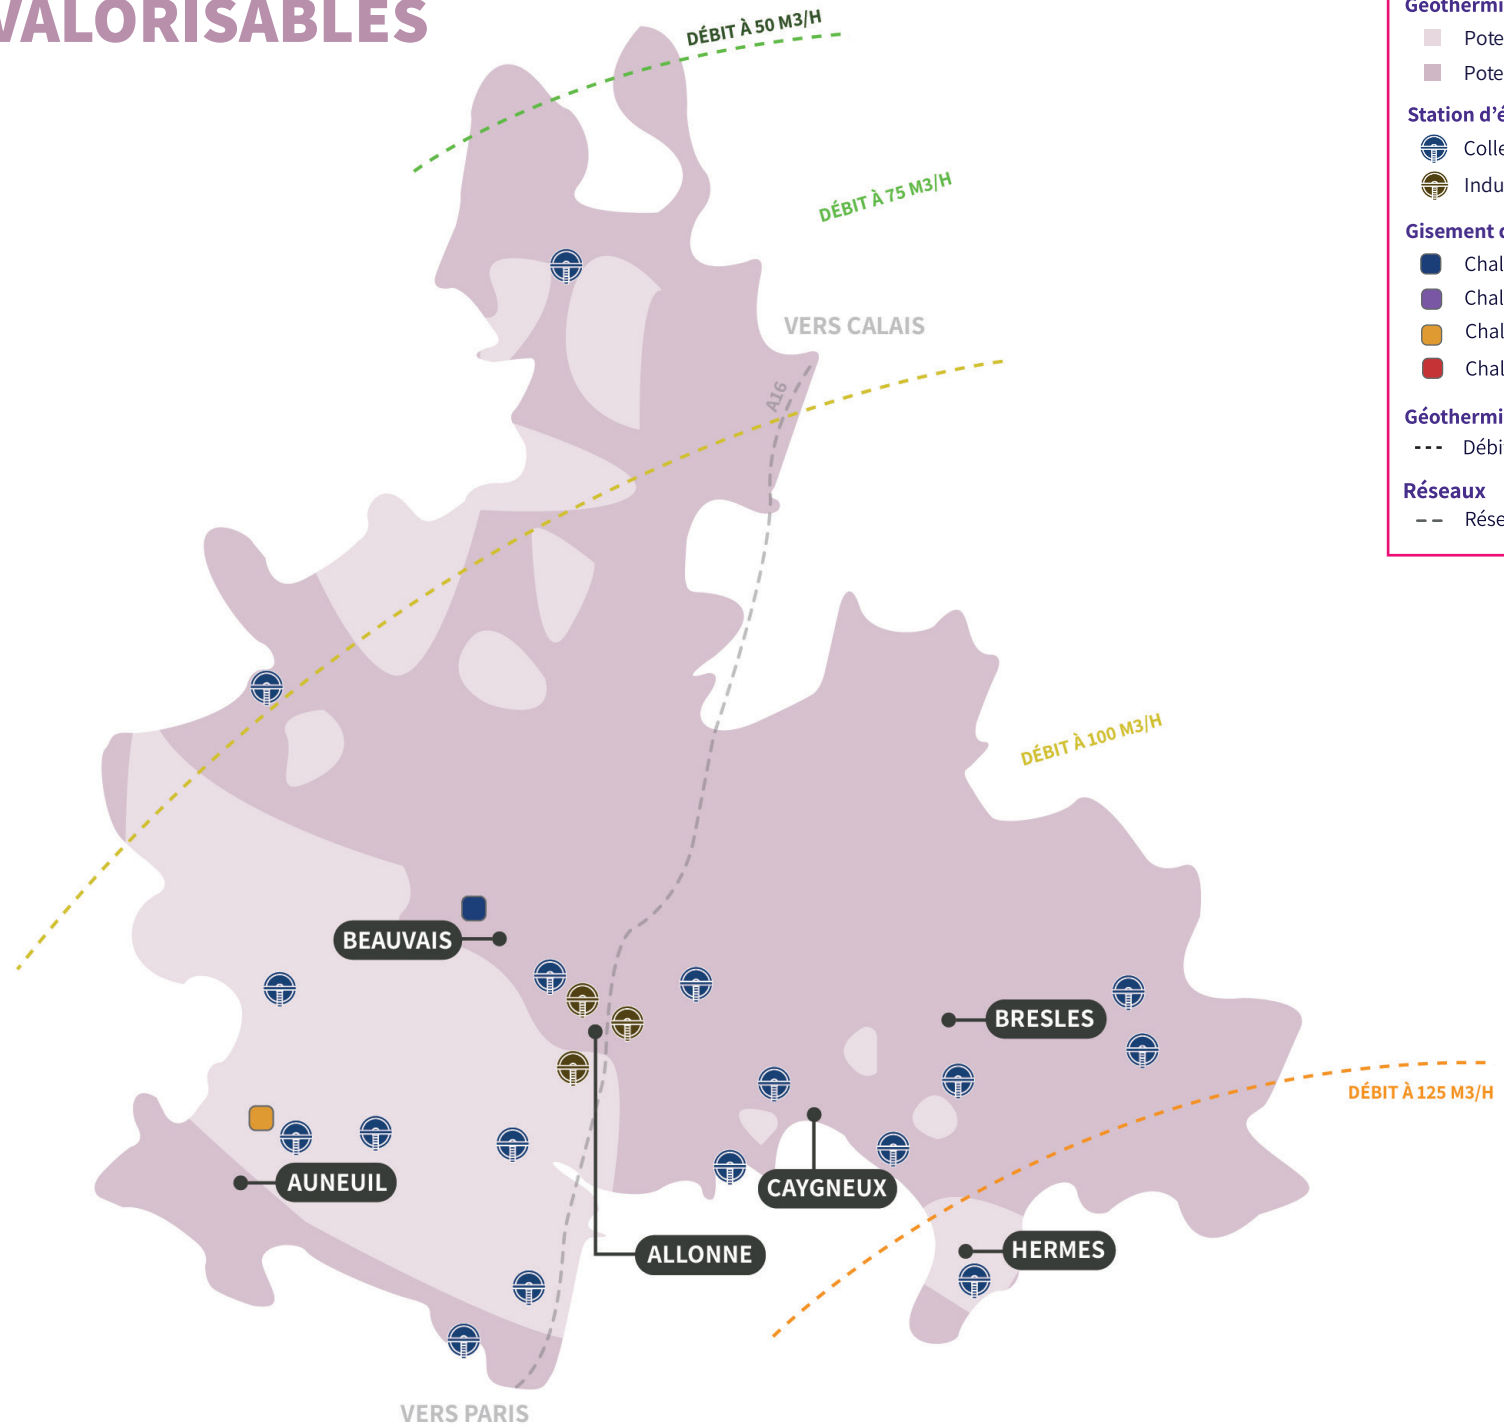 VALORISABLES
DÉBIT À 50 M3/H
DÉBIT À 75 M3/H
VERS CALAIS
A16
DÉBIT À 100 M3/H
BEAUVAIS
BRESLES
DÉBIT À 125 M3/H
CAYGNEUX
AUNEUIL
ALLONNE
HERMES
VERS PARIS
Géothermi
Pote
Pote
Station d'é
Colle
Indu
Gisement d
Chal
Chal
Chal
Chal
Géothermi
Débi
Réseaux
Rése